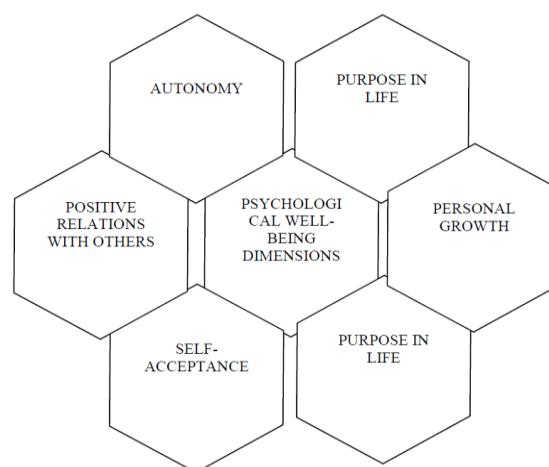 AUTONOMY
PURPOSE IN
LIFE
POSITIVE
RELATIONS
WITH OTHERS
PSYCHOLOGI
CAL WELL-
BEING
DIMENSIONS
PERSONAL
GROWTH
SELF-
ACCEPTANCE
PURPOSE IN
LIFE